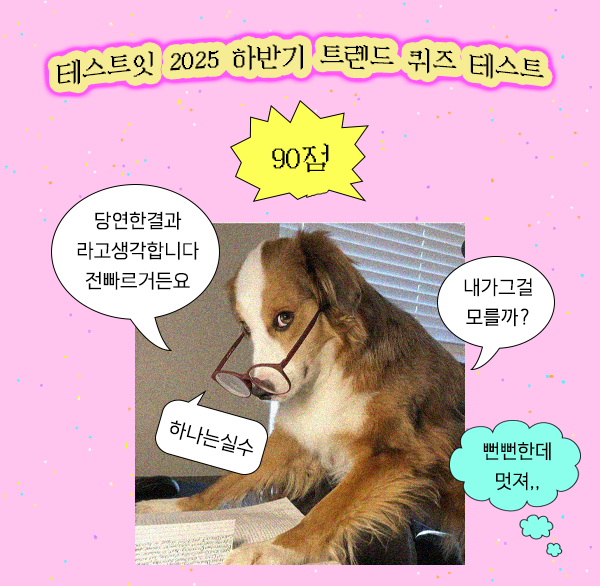 테스트잇 2025 하반기 트렌드 퀴즈 테스트
90점
당연한결과
라고생각합니다
전빠르거든요
내가그걸
모를까?
하나는실수
뻔뻔한데
멋져,,